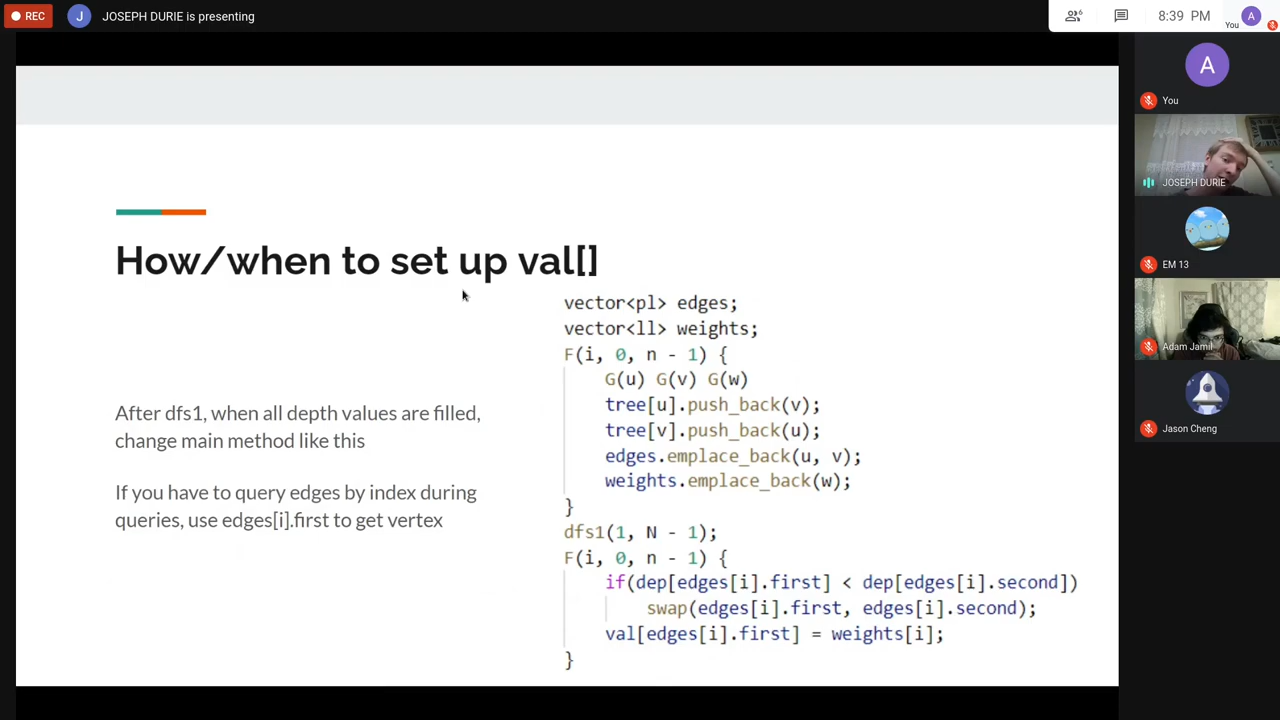 REC
J
JOSEPH DURIE is presenting
6
8:39 PM
You
A
How/when to set up val[]
After dfs1, when all depth values are filled,
change main method like this
If you have to query edges by index during
queries, use edges[i].first to get vertex
vector<pl> edges;
vector<ll> weights;
F(i, 0, n - 1) {
G(u) G(v) G(w)
tree[u].push_back(v);
tree[v].push_back(u);
edges.emplace_back(u, v);
weights.emplace_back(w);
}
dfs1(1, N - 1);
F(i, 0, n - 1) {
if(dep[edges[i].first] < dep[edges[i].second])
swap(edges[i].first, edges[i].second);
val[edges[i].first] = weights[i];
}
A
You
JOSEPH DURIE
EM 13
Adam Jamil
Jason Cheng